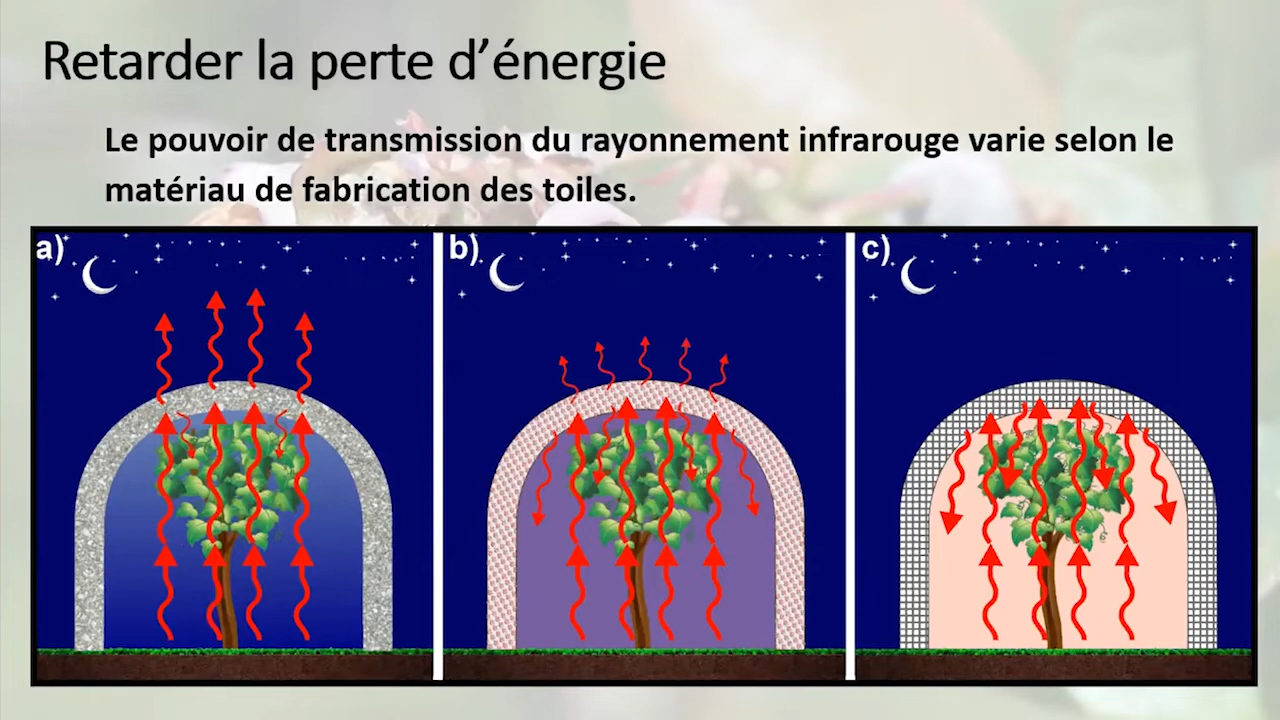 Retarder la perte d’énergie
Le pouvoir de transmission du rayonnement infrarouge varie selon le
matériau de fabrication des toiles.
a)
b)
c)